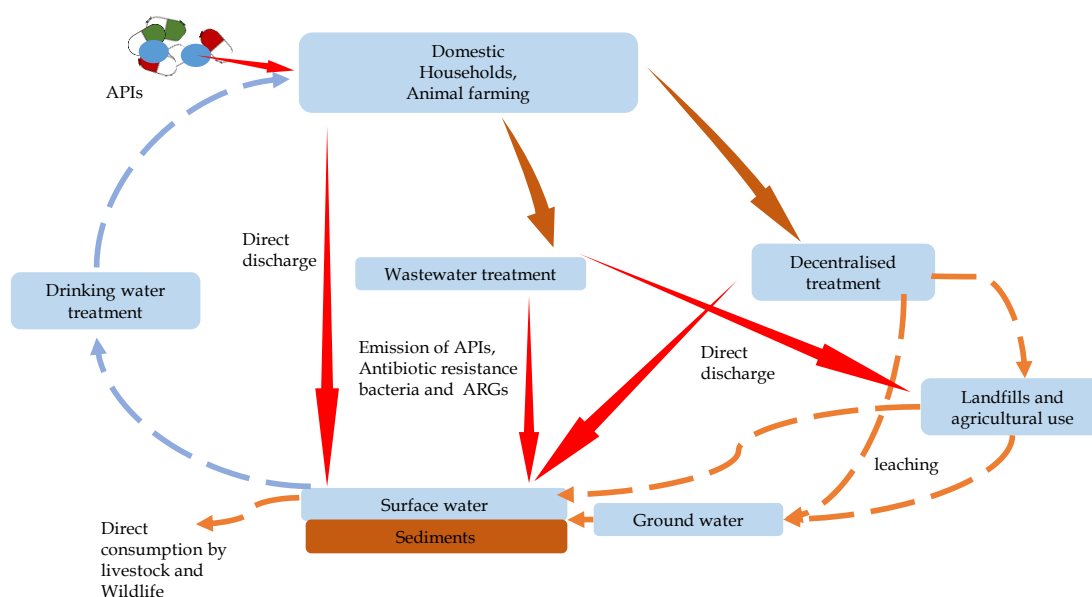 Domestic
Households,
Animal farming
APIs
Direct
discharge
Wastewater treatment
Decentralised
treatment
Drinking water
treatment
Emission of APIs,
Antibiotic resistance
bacteria and ARGs
Direct
discharge
Landfills and
agricultural use
leaching
Surface water
Ground water
Sediments
Direct
consumption by
livestock and
Wildlife